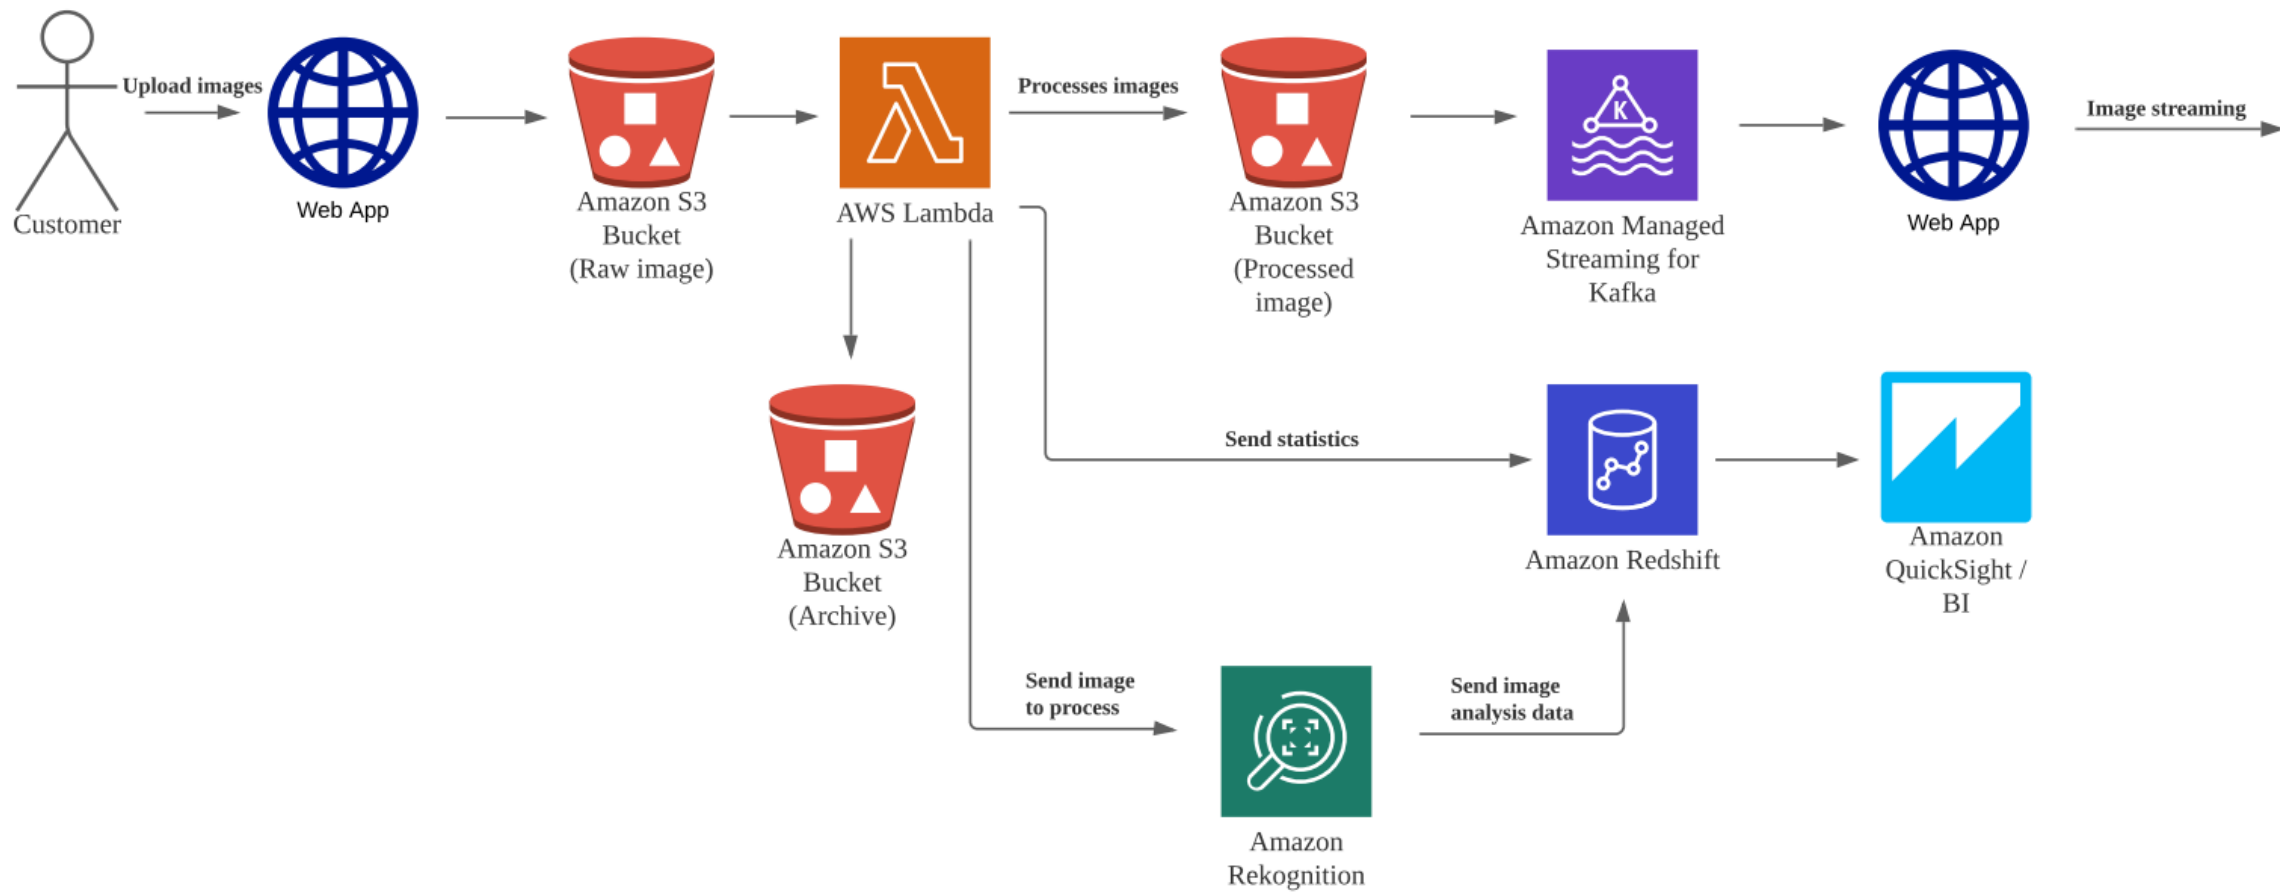 Upload images
Customer
Web App
Amazon S3
Bucket
(Raw image)
AWS Lambda
Processes images
Amazon S3
Bucket
(Processed
image)
K
Amazon Managed
Streaming for
Kafka
Web App
Image streaming
Amazon S3
Bucket
(Archive)
Send statistics
Amazon Redshift
Amazon
QuickSight /
BI
Send image
to process
Amazon
Rekognition
Send image
analysis data